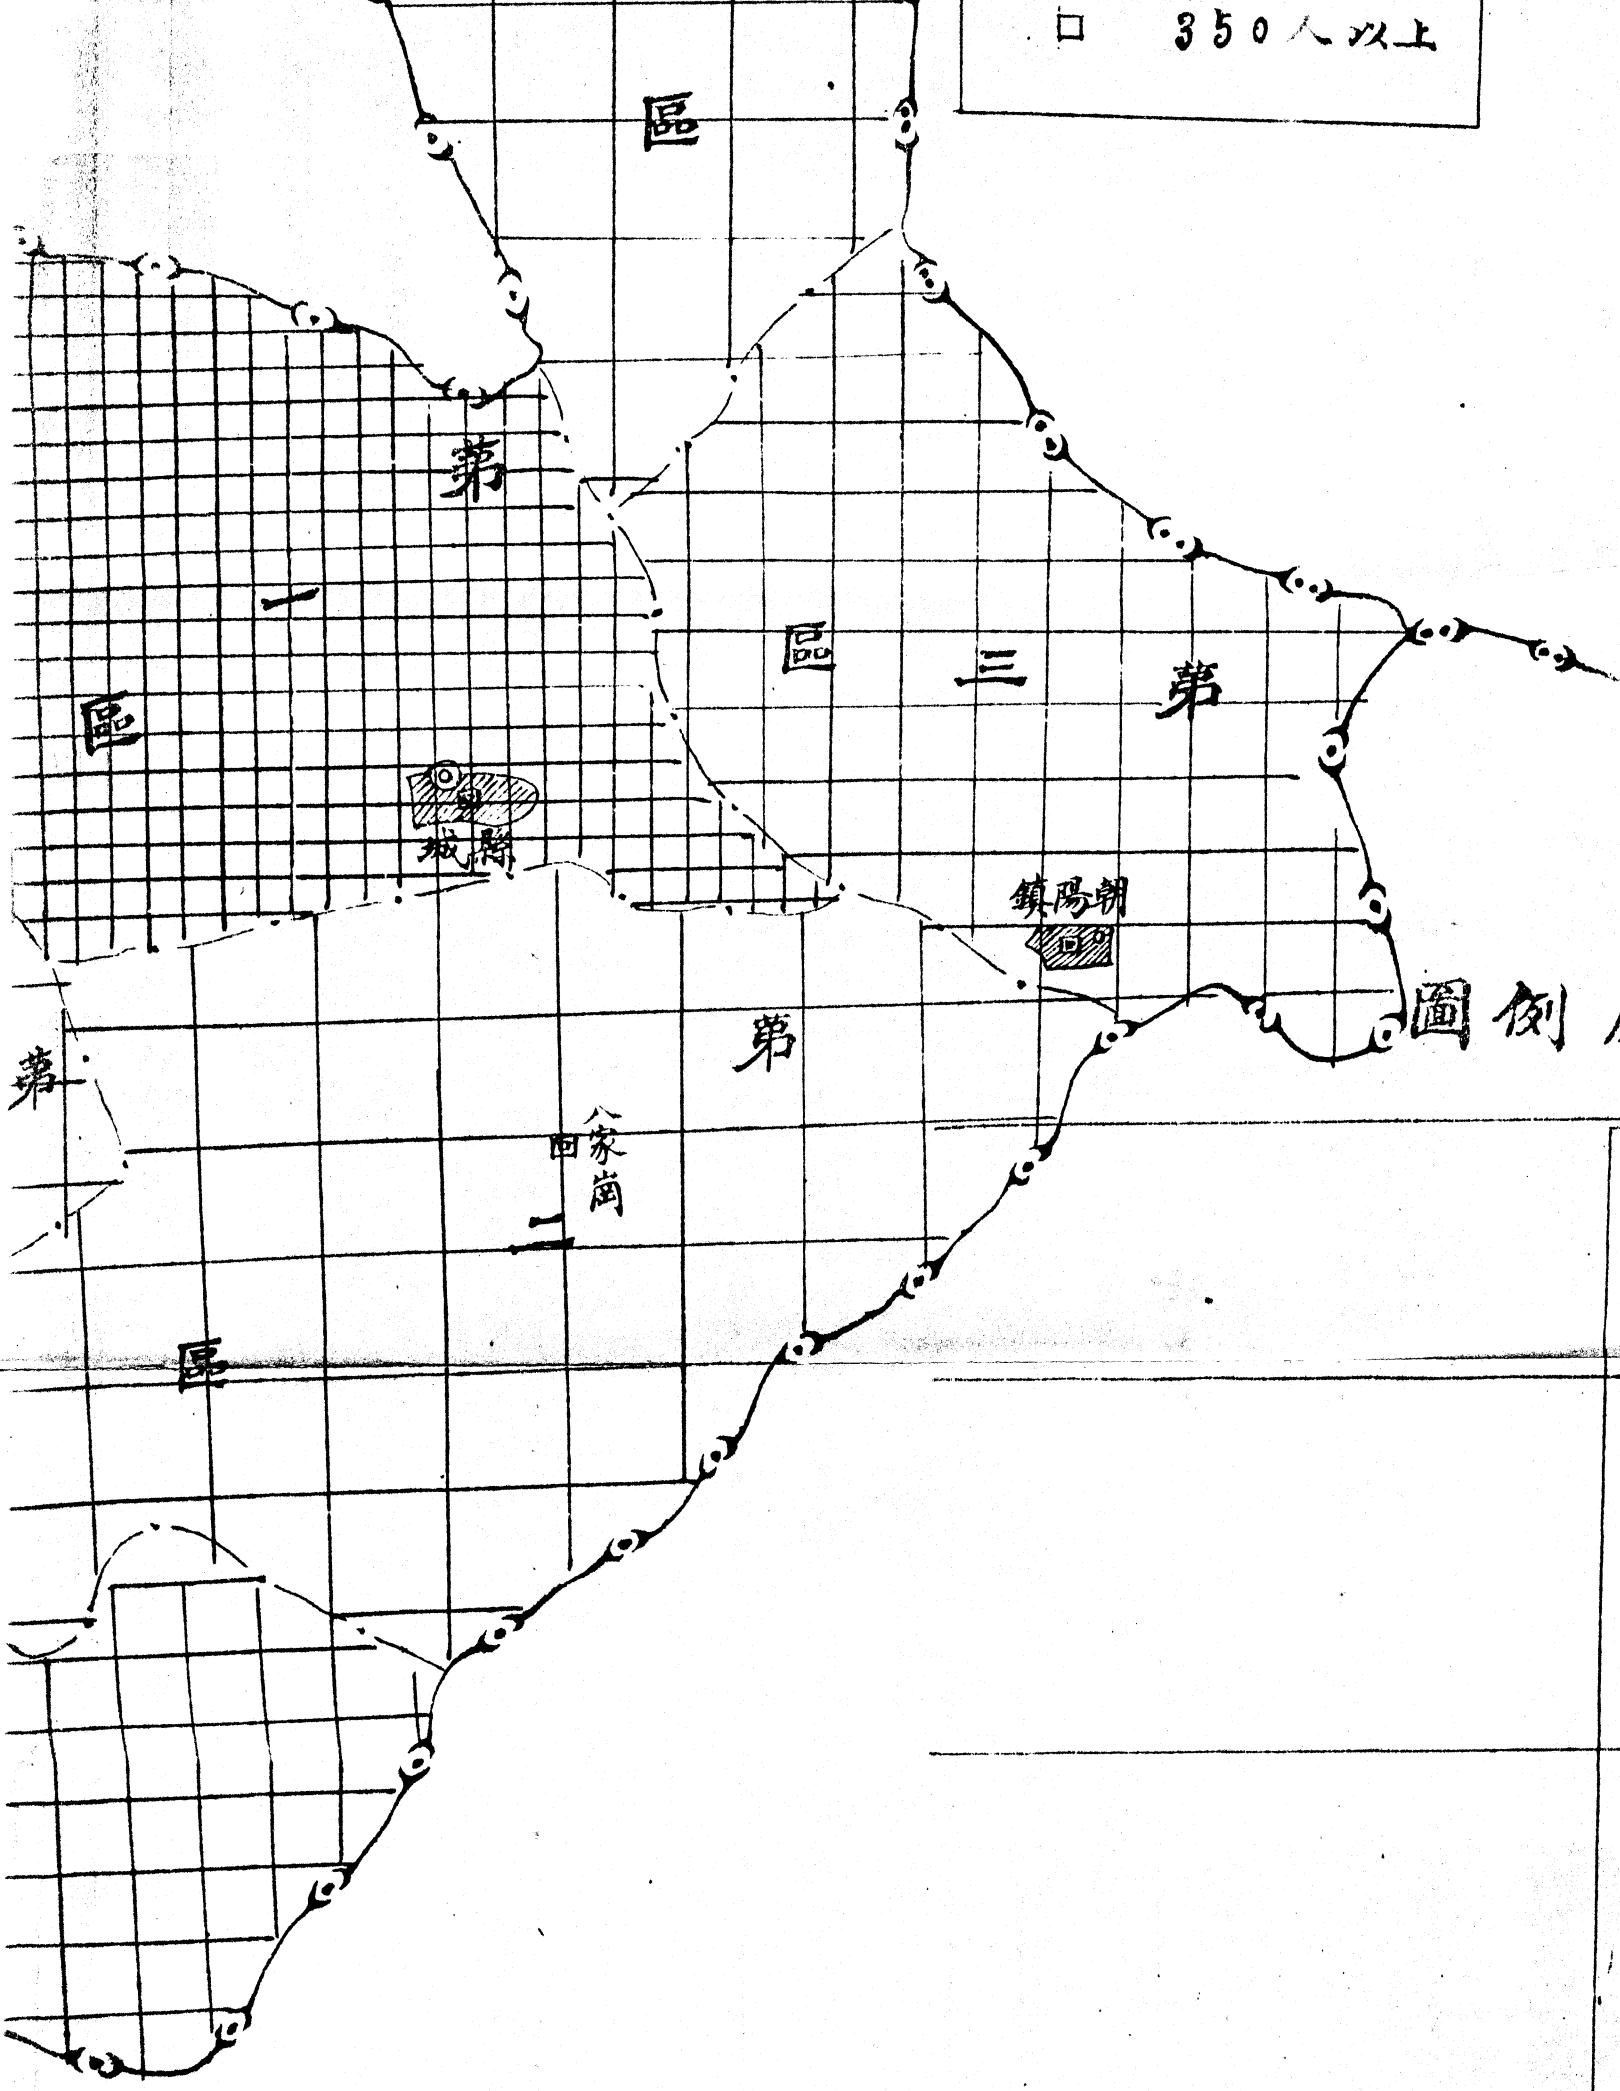 口 350人以上
區
第一區
縣城
第三區
朝陽鎮
圖例
第二區
八家崗
第